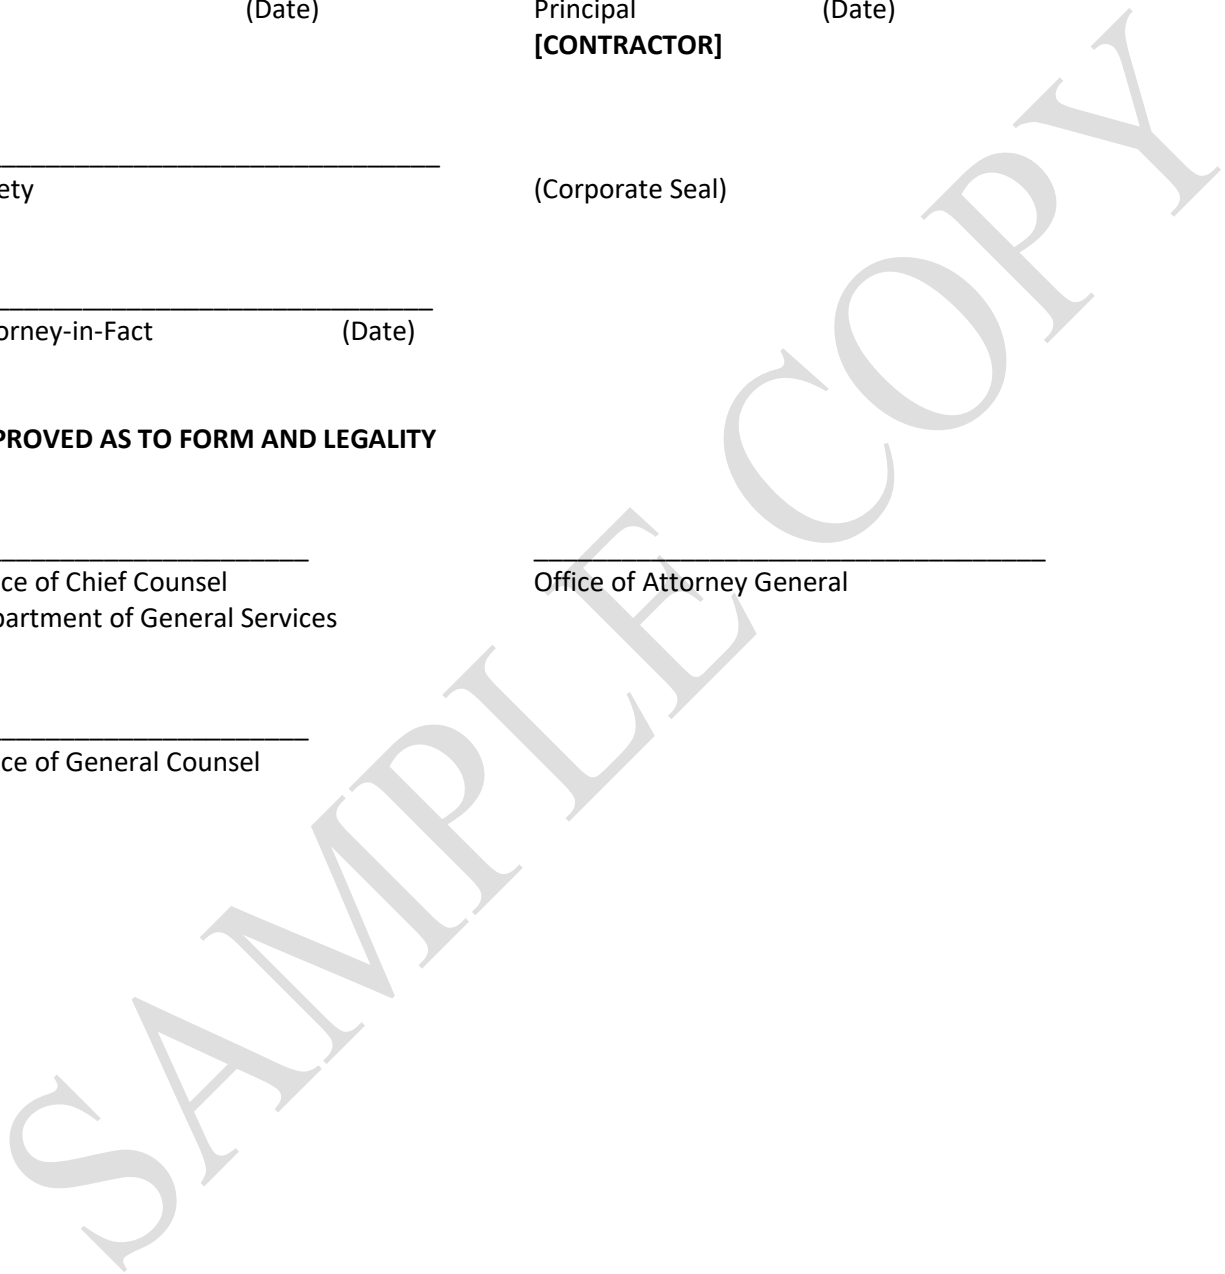 (Date) Principal (Date)
[CONTRACTOR]
ety (Corporate Seal)
orney-in-Fact (Date)
PROVED AS TO FORM AND LEGALITY
ce of Chief Counsel Office of Attorney General
partment of General Services
ce of General Counsel
SAMPLE COPY